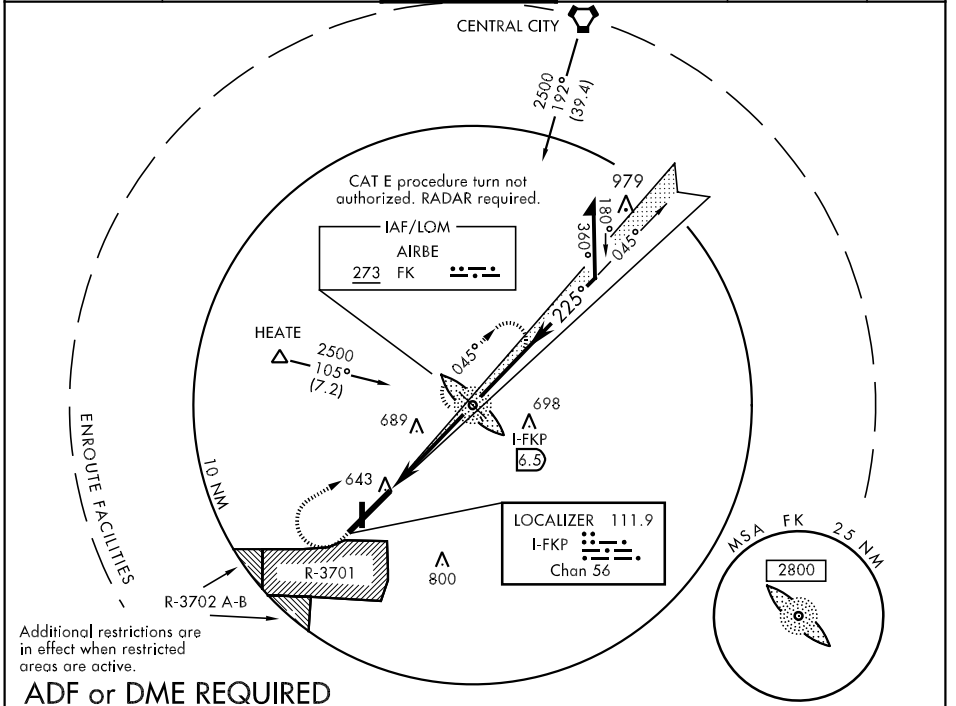 CENTRAL CITY
2500
192°
(39.4)
CAT E procedure turn not
authorized. RADAR required.
979
IAF/LOM
AIRBE
273 FK
360°
180°
045°
225°
HEATE
2500
105°
(7.2)
045°
689
698
I-FKP
6.5
ENROUTE FACILITIES
10 NM
643
LOCALIZER 111.9
I-FKP
Chan 56
R-3701
800
R-3702 A-B
MSA FK 25 NM
2800
Additional restrictions are
in effect when restricted
areas are active.
ADF or DME REQUIRED